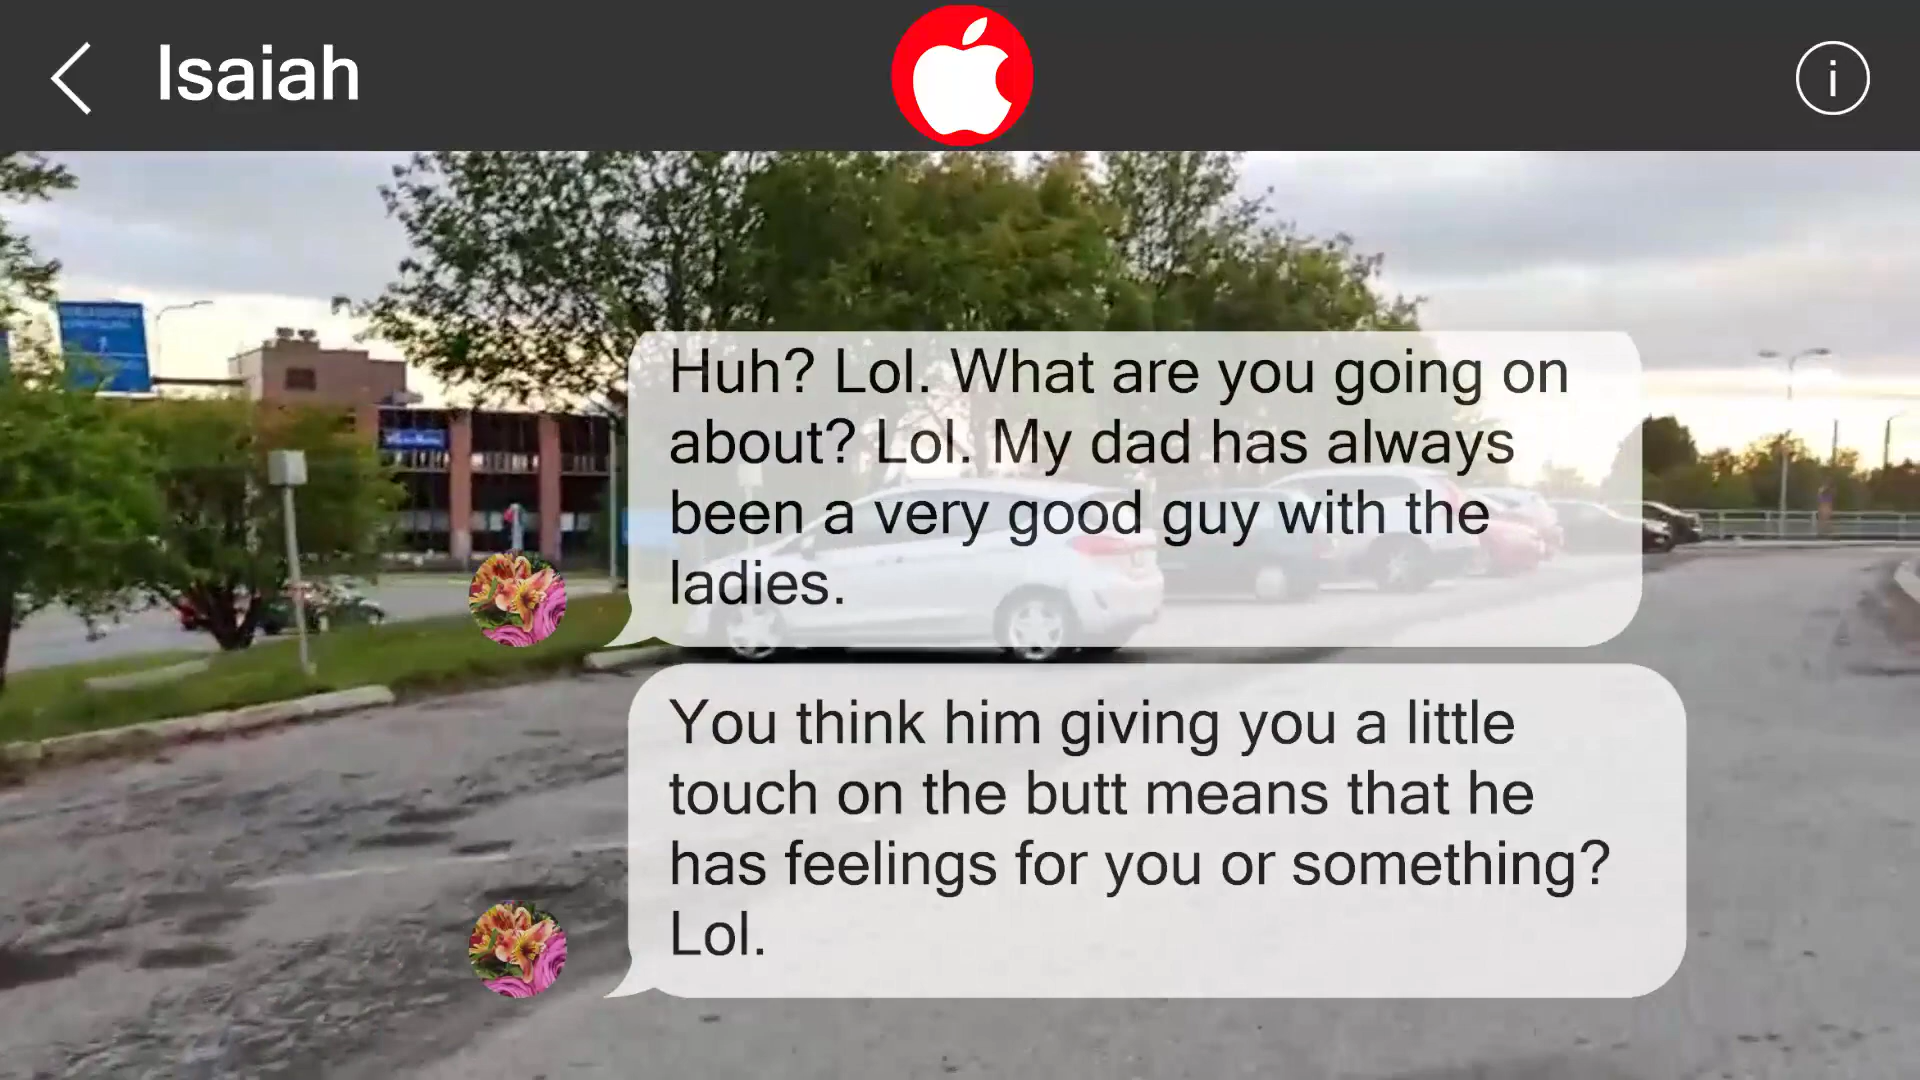 Isaiah
Huh? Lol. What are you going on
about? Lol. My dad has always
been a very good guy with the
ladies.
You think him giving you a little
touch on the butt means that he
has feelings for you or something?
Lol.